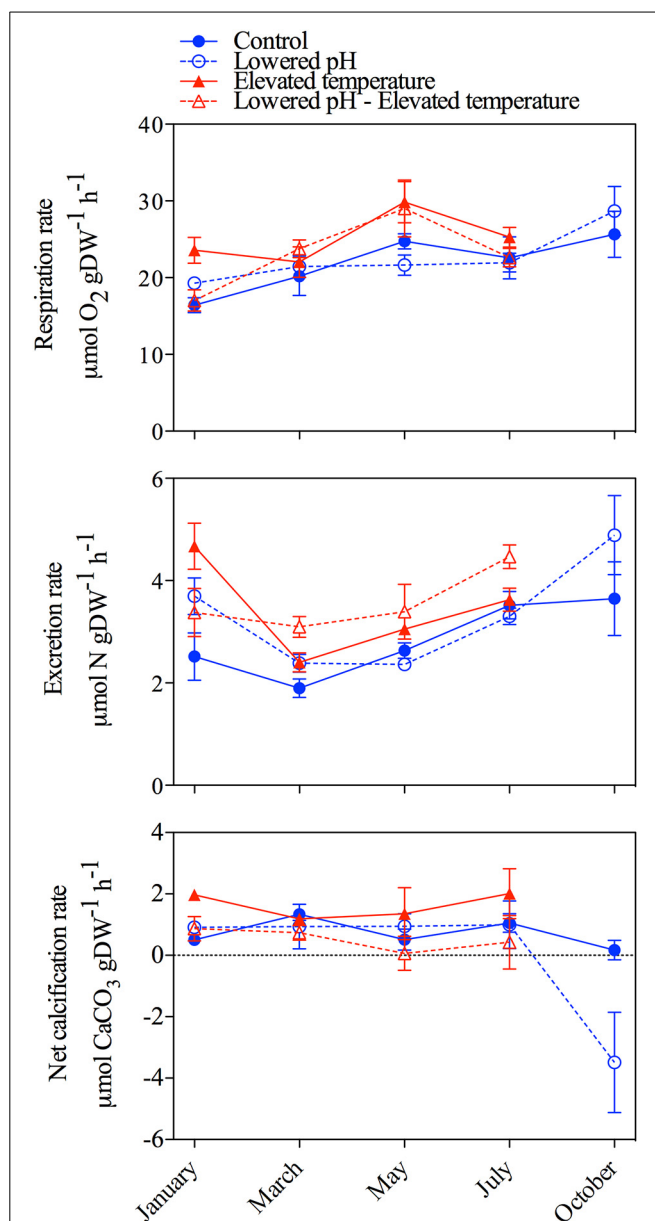 Control
Lowered pH
Elevated temperature
Lowered pH - Elevated temperature
40
30
20
10
0
Respiration rate
µmol O₂ gDW⁻¹ h⁻¹
6
4
2
0
Excretion rate
µmol N gDW⁻¹ h⁻¹
4
2
0
-2
-4
-6
Net calcification rate
µmol CaCO₃ gDW⁻¹ h⁻¹
January
March
May
July
October